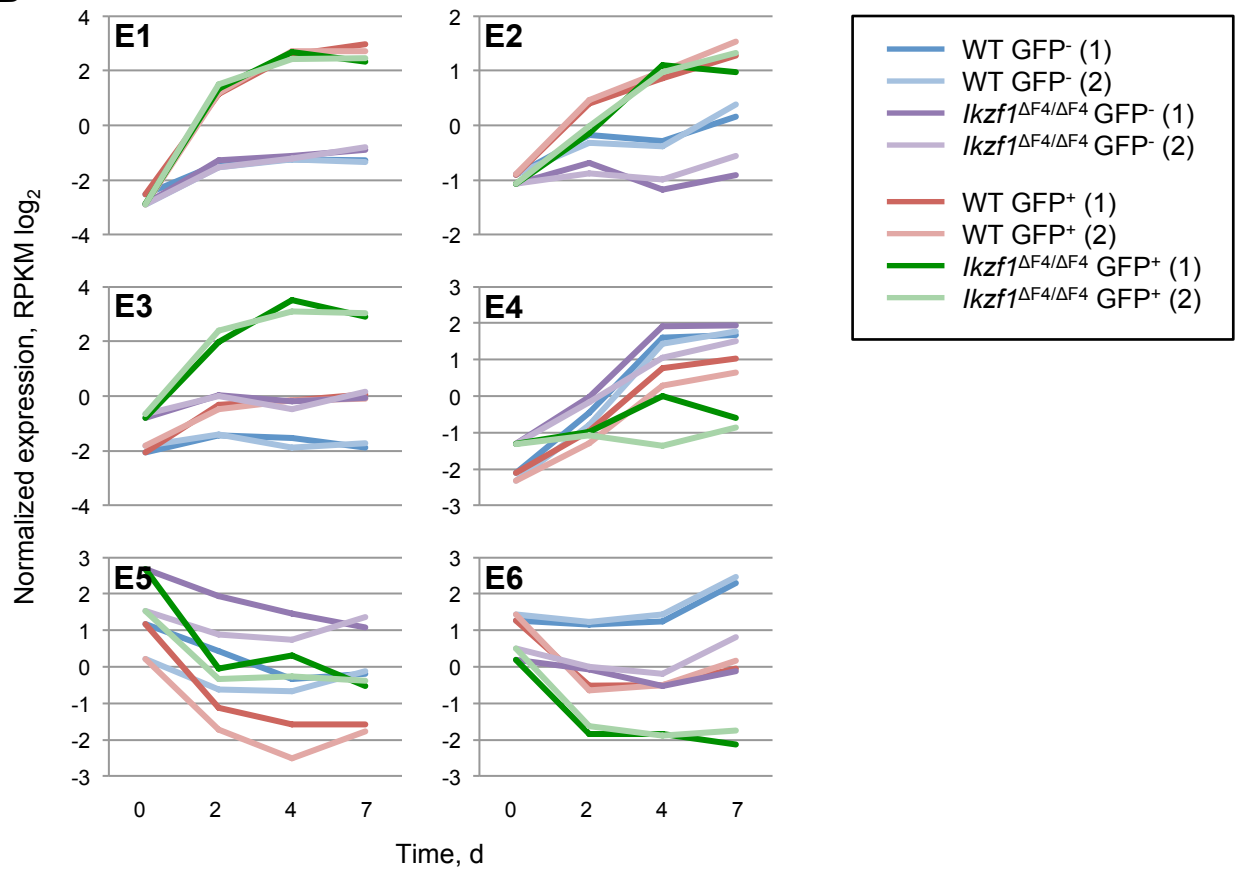 E1
4
2
0
-2
-4
E2
2
1
0
-1
-2
E3
4
2
0
-2
-4
E4
3
2
1
0
-1
-2
-3
E5
3
2
1
0
-1
-2
-3
E6
3
2
1
0
-1
-2
-3
0 2 4 7
0 2 4 7
Time, d
Normalized expression, RPKM log₂
WT GFP⁻ (1)
WT GFP⁻ (2)
Ikzf1ΔF4/ΔF4 GFP⁻ (1)
Ikzf1ΔF4/ΔF4 GFP⁻ (2)
WT GFP⁺ (1)
WT GFP⁺ (2)
Ikzf1ΔF4/ΔF4 GFP⁺ (1)
Ikzf1ΔF4/ΔF4 GFP⁺ (2)